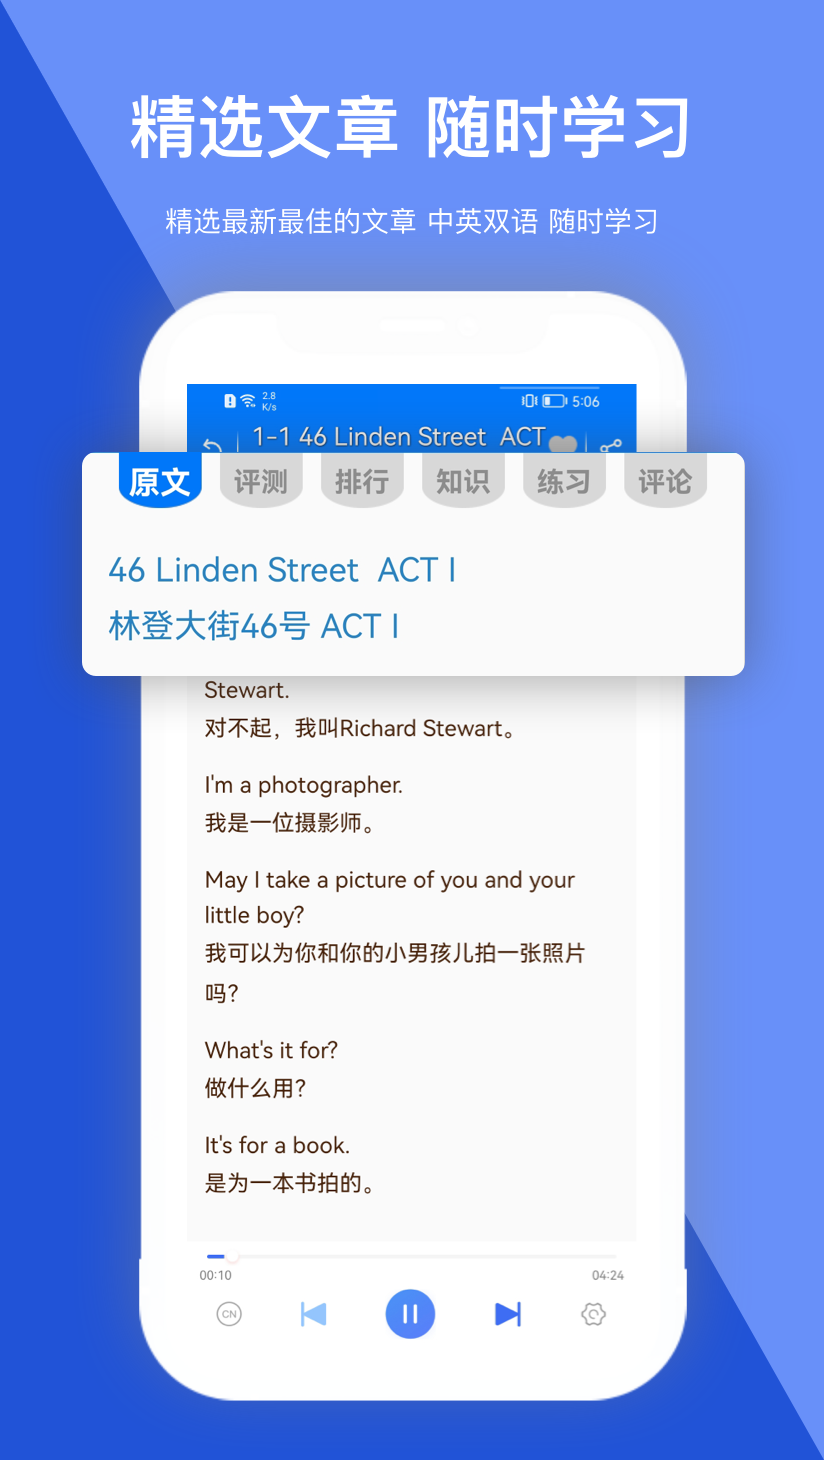 精选文章 随时学习
精选最新最佳的文章 中英双语 随时学习
2.8
K/s
5:06
1-1 46 Linden Street  ACT
原文 评测 排行 知识 练习 评论
46 Linden Street  ACT I
林登大街46号 ACT I
Stewart.
对不起，我叫Richard Stewart。
I'm a photographer.
我是一位摄影师。
May I take a picture of you and your
little boy?
我可以为你和你的小男孩儿拍一张照片
吗?
What's it for?
做什么用?
It's for a book.
是为一本书拍的。
00:10 04:24
CN